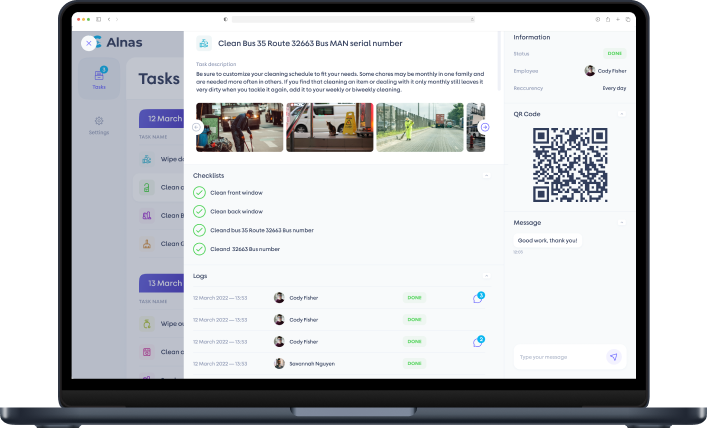 Alnas
3
Tasks
Settings
Tasks
12 March
TASK NAME
Wipe d
Clean a
Clean B
Clean G
13 March
TASK NAME
Wipe ou
Clean a
Clean Bus 35 Route 32663 Bus MAN serial number
Task description
Be sure to customize your cleaning schedule to fit your needs. Some chores may be monthly in one family and
are needed more often in others. If you find that cleaning an item or dealing with it only monthly still leaves it
very dirty when you tackle it again, add it to your weekly or biweekly cleaning.
Checklists
Clean front window
Clean back window
Cleand bus 35 Route 32663 Bus number
Cleand 32663 Bus number
Logs
12 March 2022 — 13:53 Cody Fisher DONE 3
12 March 2022 — 13:53 Cody Fisher DONE
12 March 2022 — 13:53 Cody Fisher DONE 2
12 March 2022 — 13:53 Savannah Nguyen DONE
Information
Status DONE
Employee Cody Fisher
Reccurency Every day
QR Code
Message
Good work, thank you!
Type your message